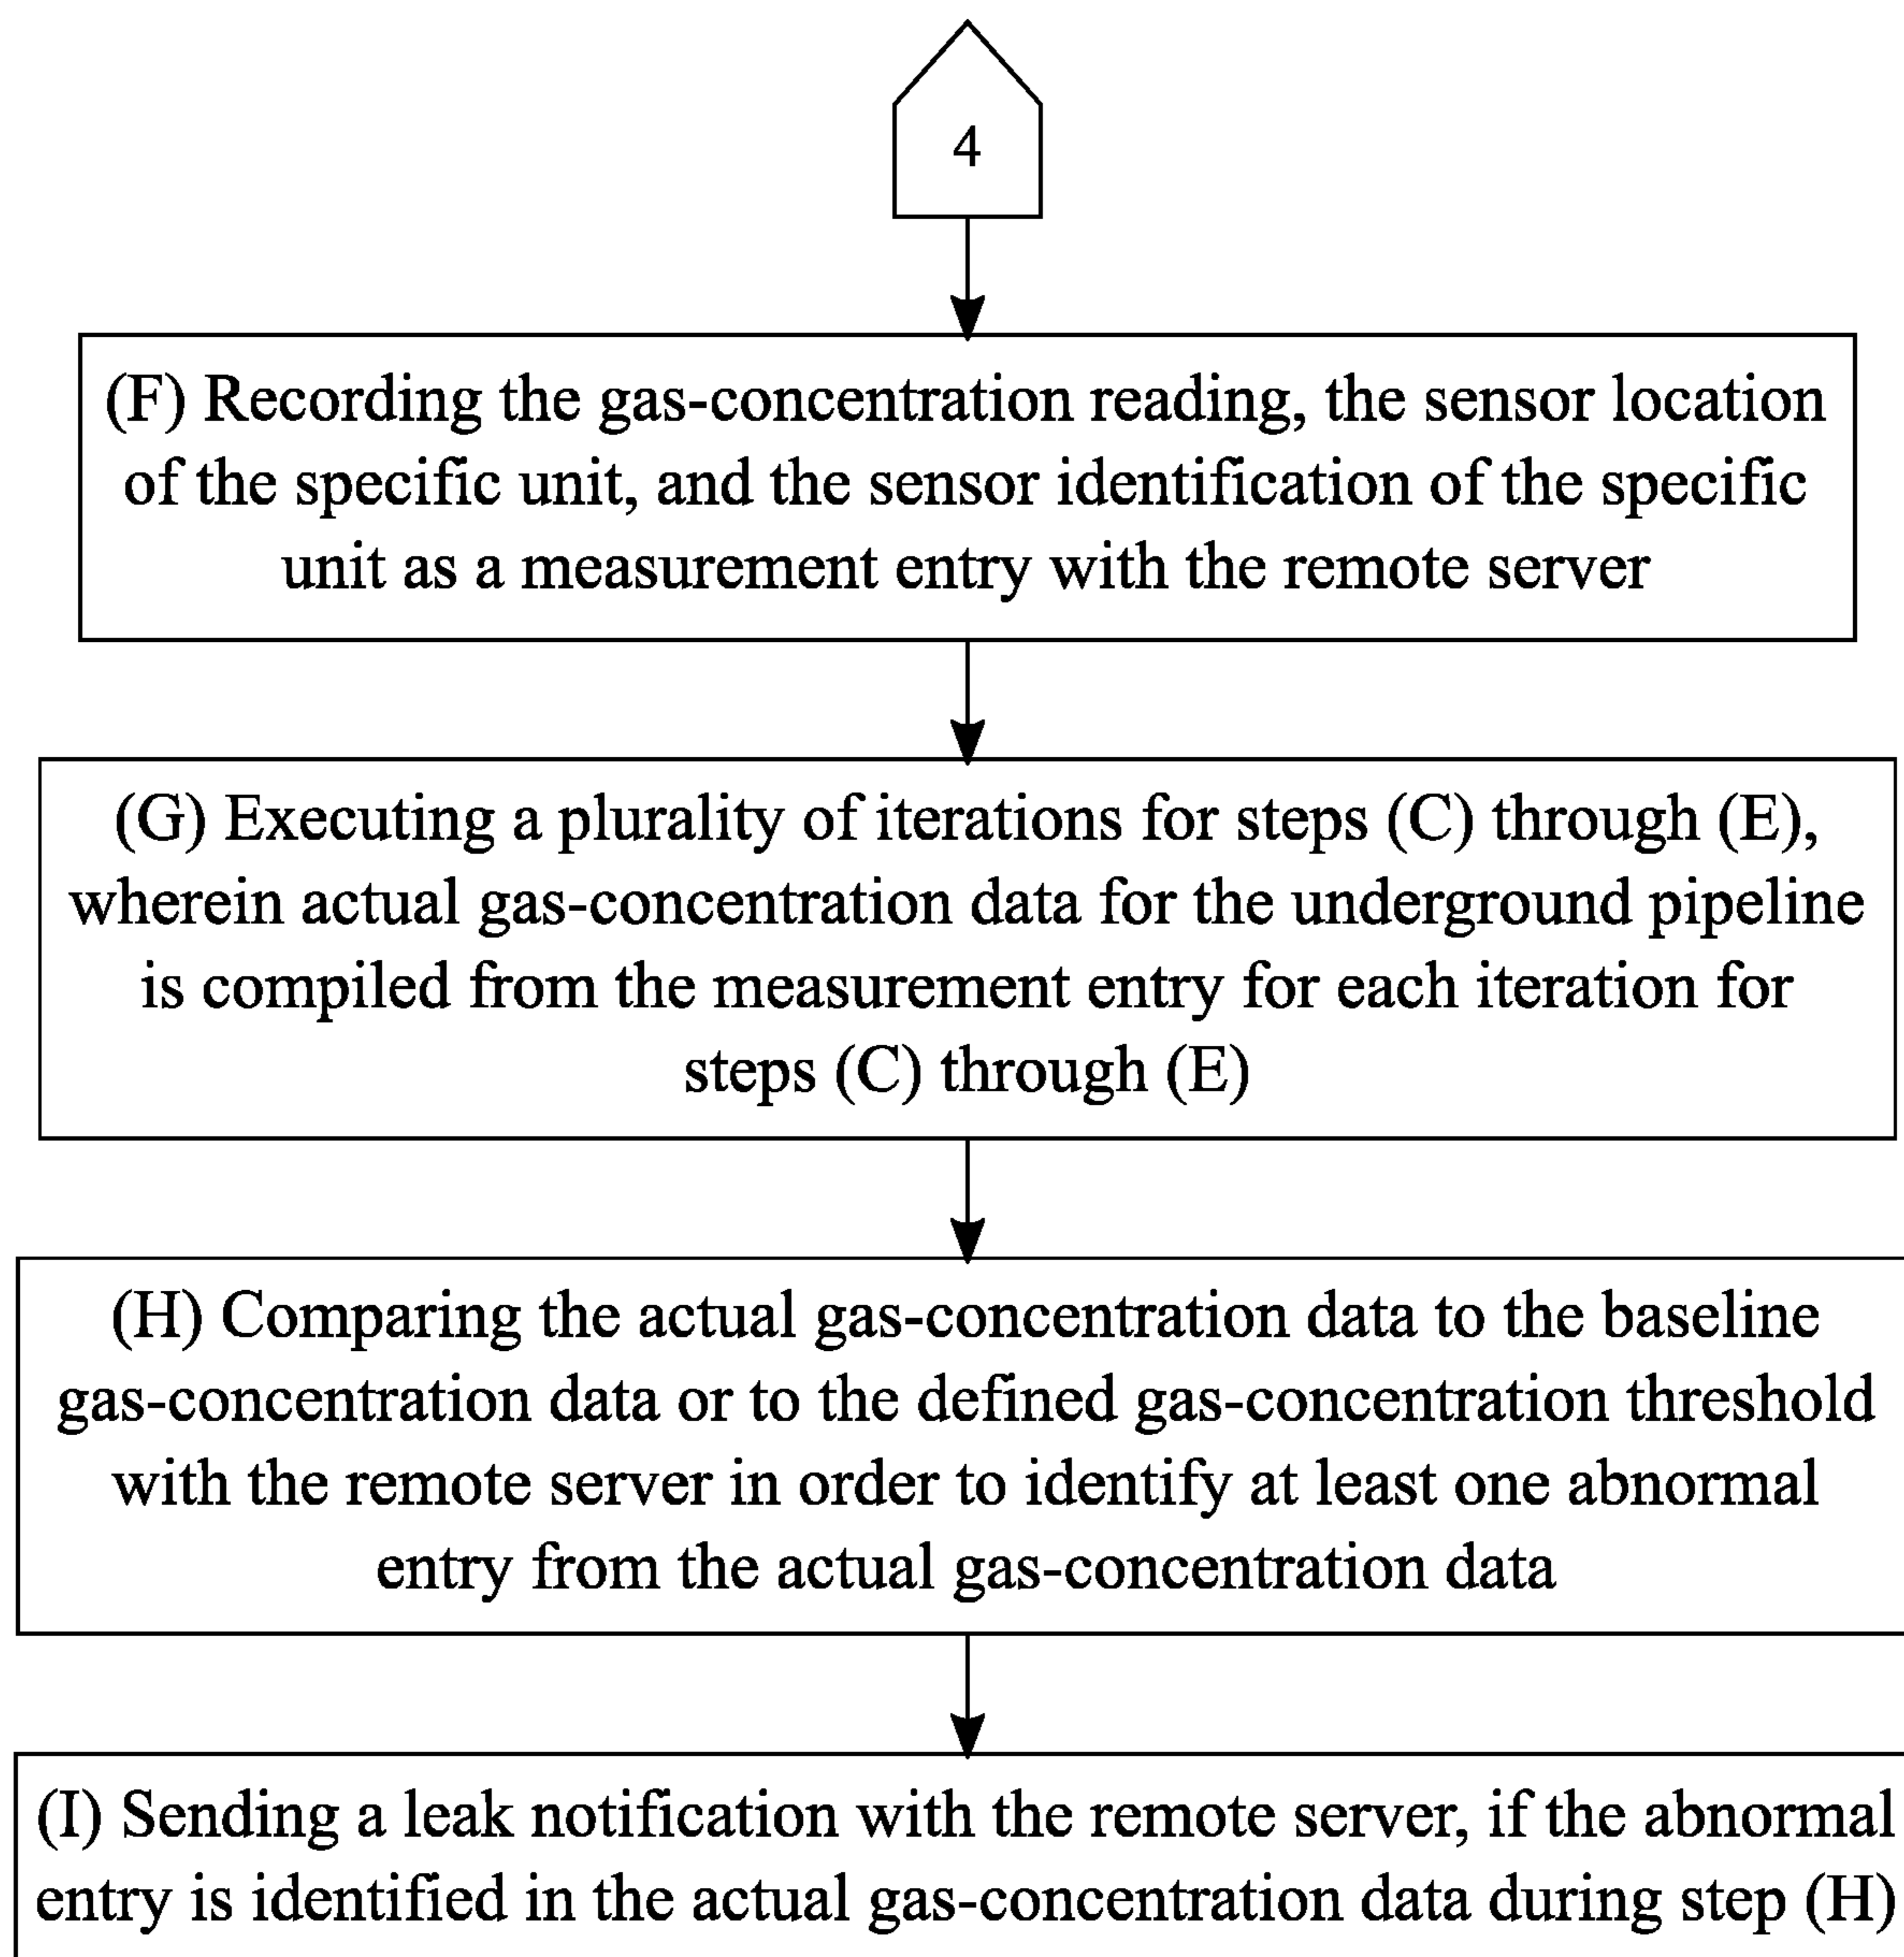 4
(F) Recording the gas-concentration reading, the sensor location
of the specific unit, and the sensor identification of the specific
unit as a measurement entry with the remote server
(G) Executing a plurality of iterations for steps (C) through (E),
wherein actual gas-concentration data for the underground pipeline
is compiled from the measurement entry for each iteration for
steps (C) through (E)
(H) Comparing the actual gas-concentration data to the baseline
gas-concentration data or to the defined gas-concentration threshold
with the remote server in order to identify at least one abnormal
entry from the actual gas-concentration data
(I) Sending a leak notification with the remote server, if the abnormal
entry is identified in the actual gas-concentration data during step (H)